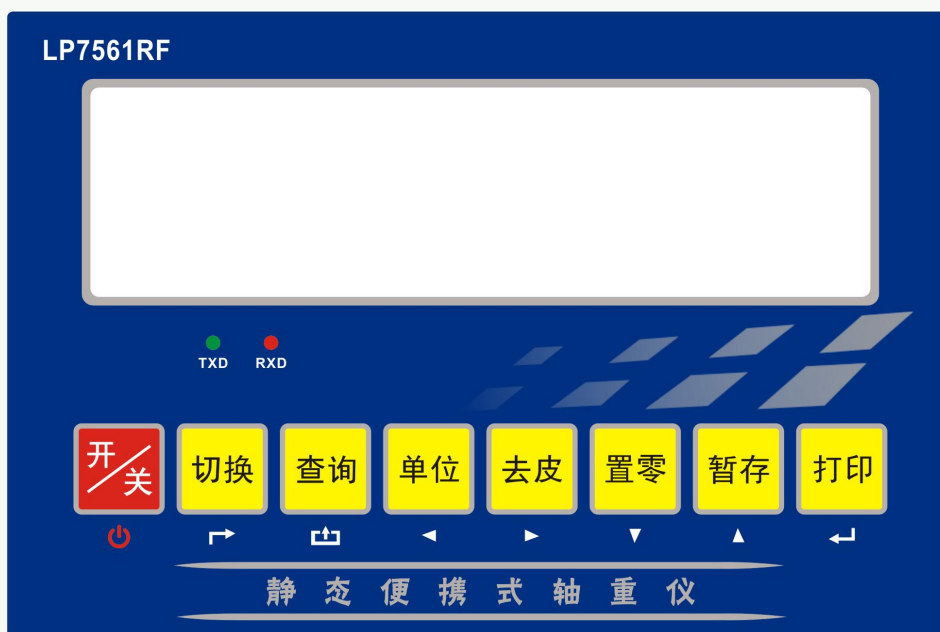 LP7561RF
TXD RXD
开/关 切换 查询 单位 去皮 置零 暂存 打印
静态便携式轴重仪